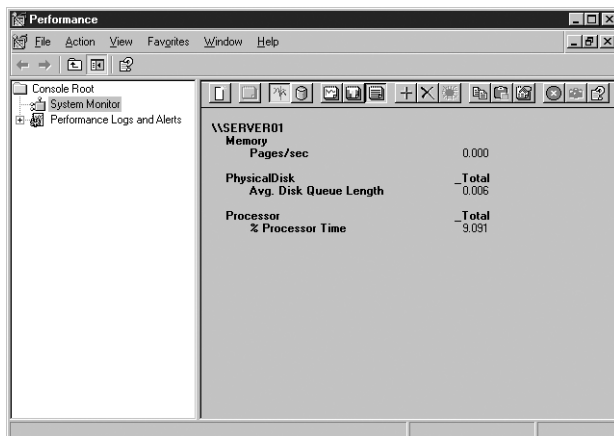 Performance
File Action View Favorites Window Help
Console Root
System Monitor
Performance Logs and Alerts
\\SERVER01
Memory
Pages/sec 0.000
PhysicalDisk _Total
Avg. Disk Queue Length 0.006
Processor _Total
% Processor Time 9.091